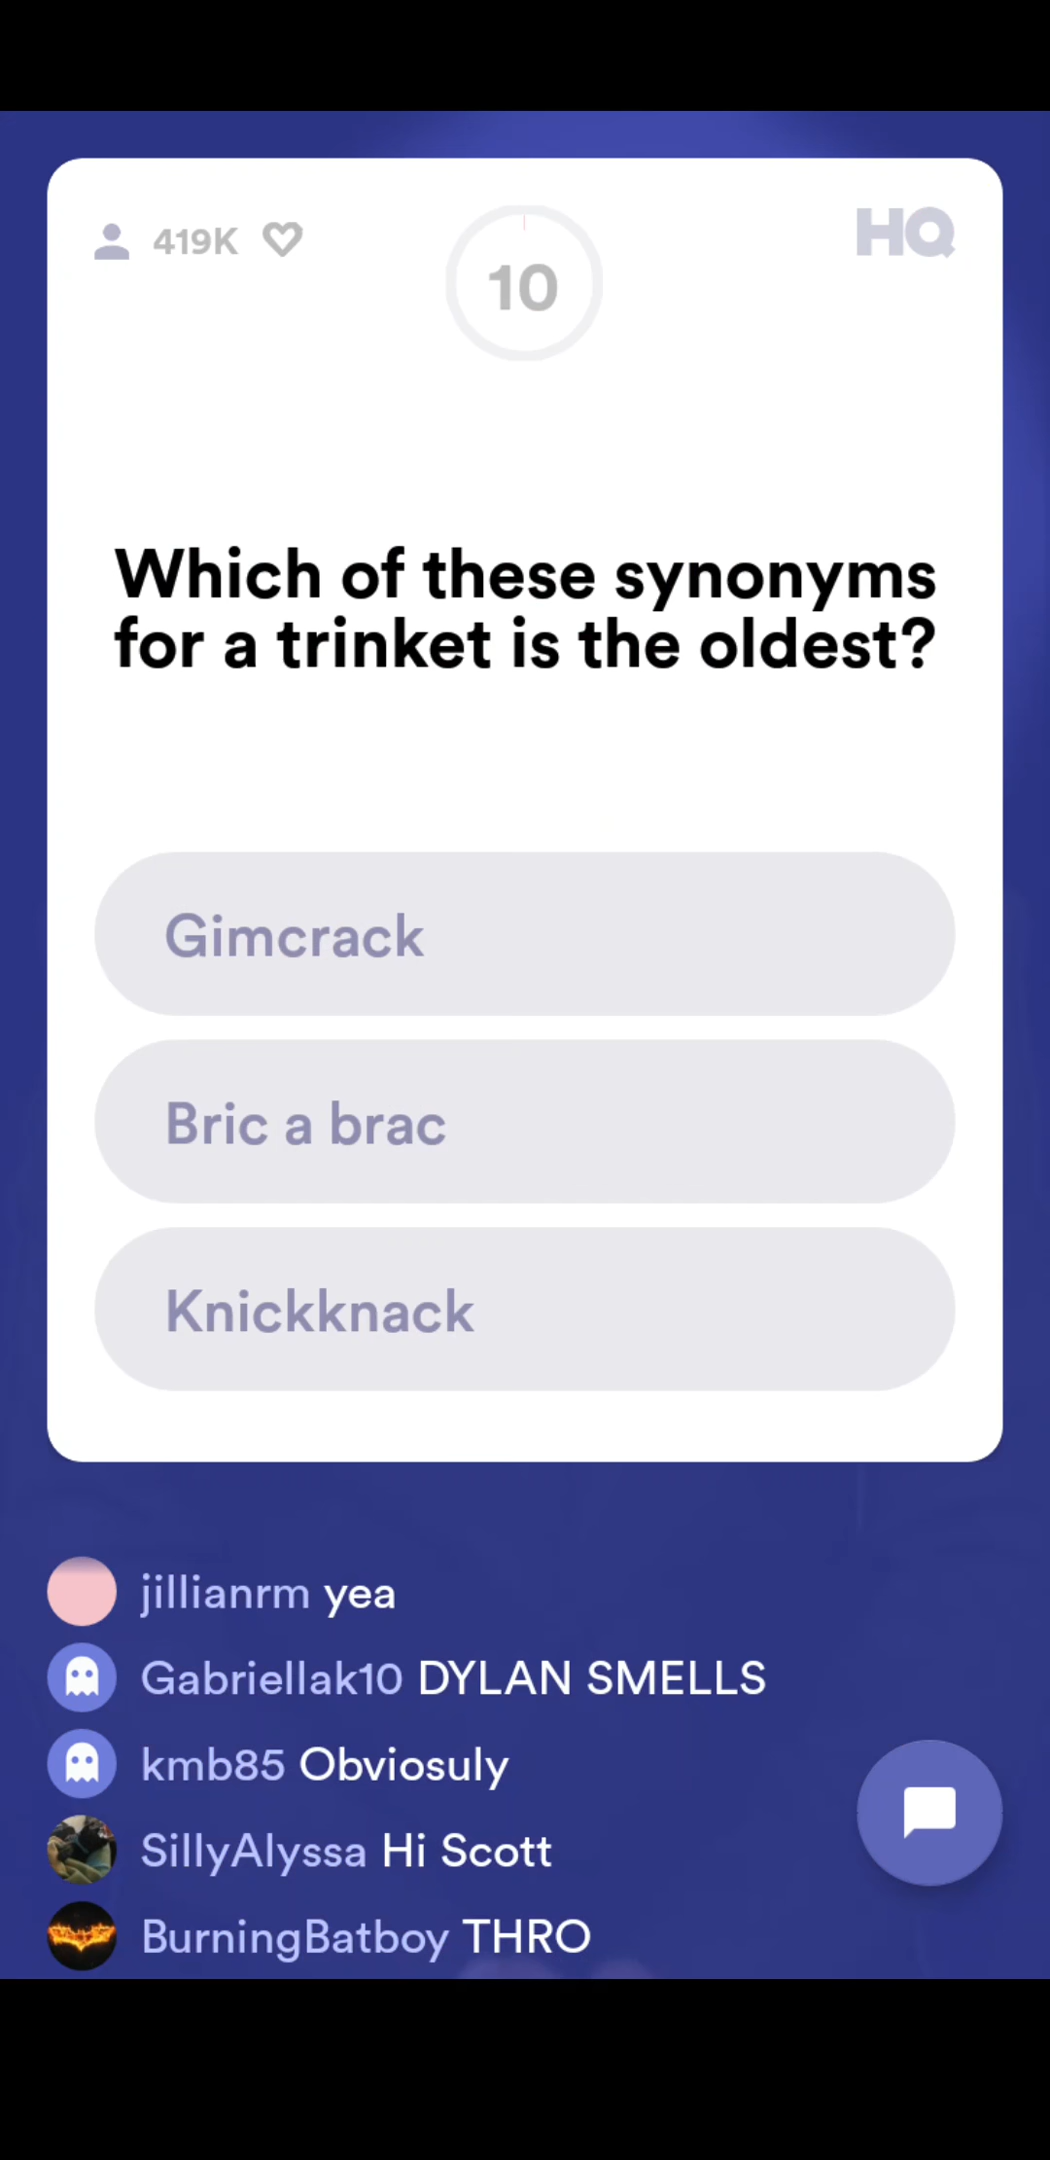 419K
10
HQ
Which of these synonyms
for a trinket is the oldest?
Gimcrack
Bric a brac
Knickknack
jillianrm yea
Gabriellak10 DYLAN SMELLS
kmb85 Obviosuly
SillyAlyssa Hi Scott
BurningBatboy THRO